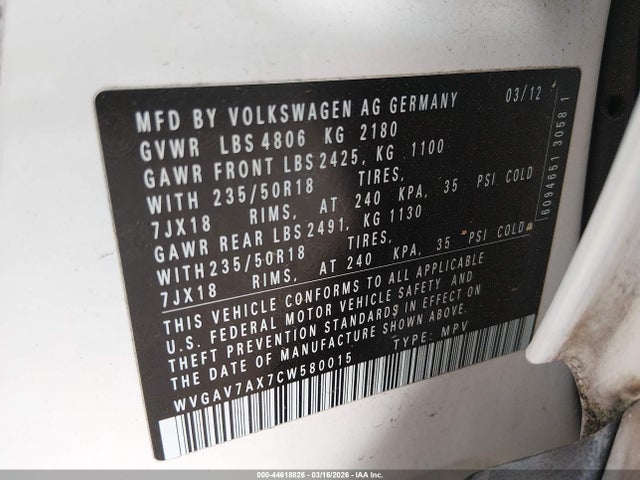 MFD BY VOLKSWAGEN AG GERMANY 03/12
GVWR LBS 4806 KG 2180
GAWR FRONT LBS 2425, KG 1100
WITH 235/50R18 TIRES,
7JX18 RIMS, AT 240 KPA, 35 PSI COLD
GAWR REAR LBS 2491, KG 1130
WITH 235/50R18 TIRES,
7JX18 RIMS, AT 240 KPA, 35 PSI COLD
THIS VEHICLE CONFORMS TO ALL APPLICABLE
U.S. FEDERAL MOTOR VEHICLE SAFETY AND
THEFT PREVENTION STANDARDS IN EFFECT ON
THE DATE OF MANUFACTURE SHOWN ABOVE.
WVGAV7AX7CW580015 TYPE: MPV
6094651 30581
000-44618826 - 03/16/2026 - IAA Inc.